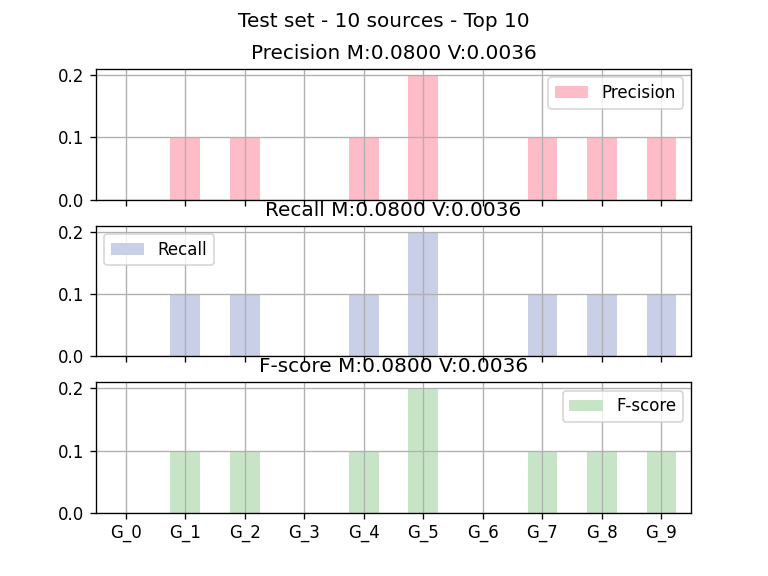 Test set - 10 sources - Top 10
Precision M:0.0800 V:0.0036
0.2
Precision
0.1
0.0
Recall M:0.0800 V:0.0036
0.2
Recall
0.1
0.0
F-score M:0.0800 V:0.0036
0.2
F-score
0.1
0.0
G_0 G_1 G_2 G_3 G_4 G_5 G_6 G_7 G_8 G_9